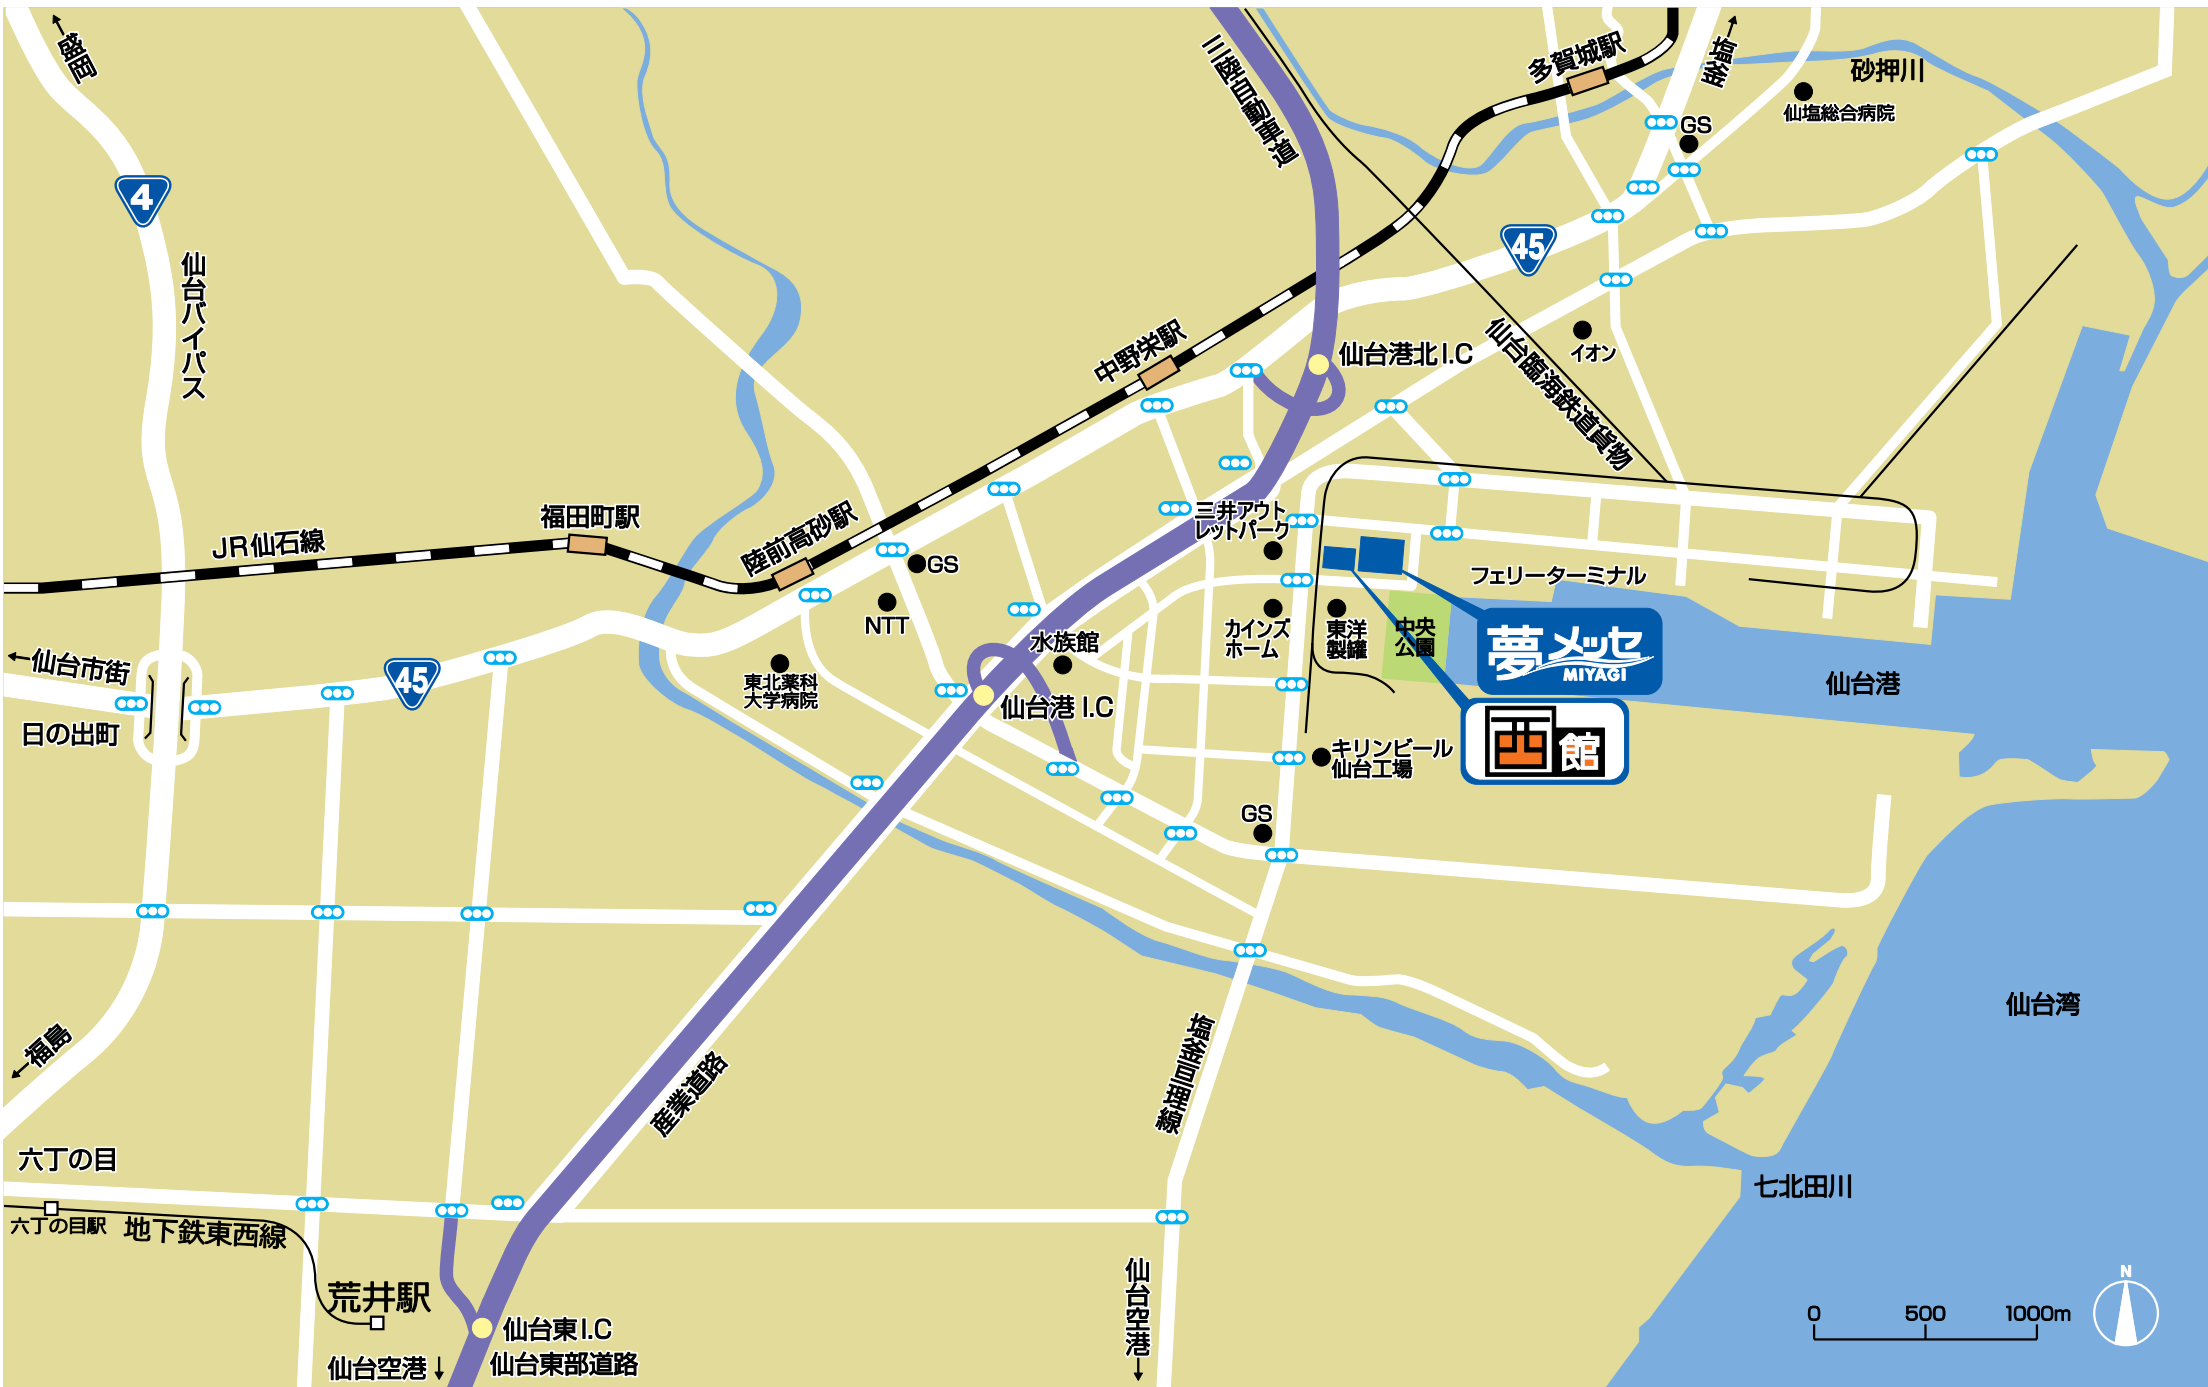 盛岡
三陸自動車道
多賀城駅
塩釜
砂押川
仙塩総合病院
GS
4
仙台バイパス
45
中野栄駅
仙台港北I.C
仙台臨海鉄道貨物
イオン
JR仙石線
福田町駅
陸前高砂駅
GS
NTT
三井アウト
レットパーク
フェリーターミナル
水族館
カインズ
ホーム
東洋
製罐
中央
公園
夢メッセ
MIYAGI
仙台市街
45
東北薬科
大学病院
仙台港I.C
仙台港
日の出町
西館
キリンビール
仙台工場
GS
仙台湾
福島
産業道路
塩釜亘理線
六丁の目
六丁の目駅
地下鉄東西線
七北田川
荒井駅
仙台東I.C
仙台空港
仙台東部道路
仙台空港
N
0
500
1000m